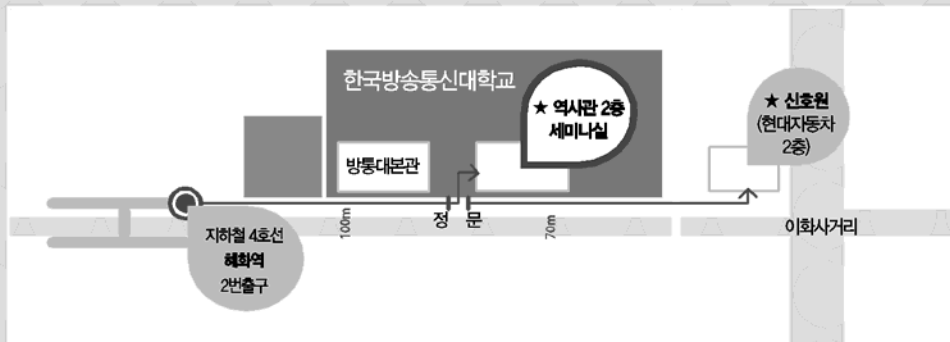 한국방송통신대학교
★ 역사관 2층
세미나실
★ 신호원
(현대자동차
2층)
방통대본관
정 문
100m
70m
이화사거리
지하철 4호선
혜화역
2번출구